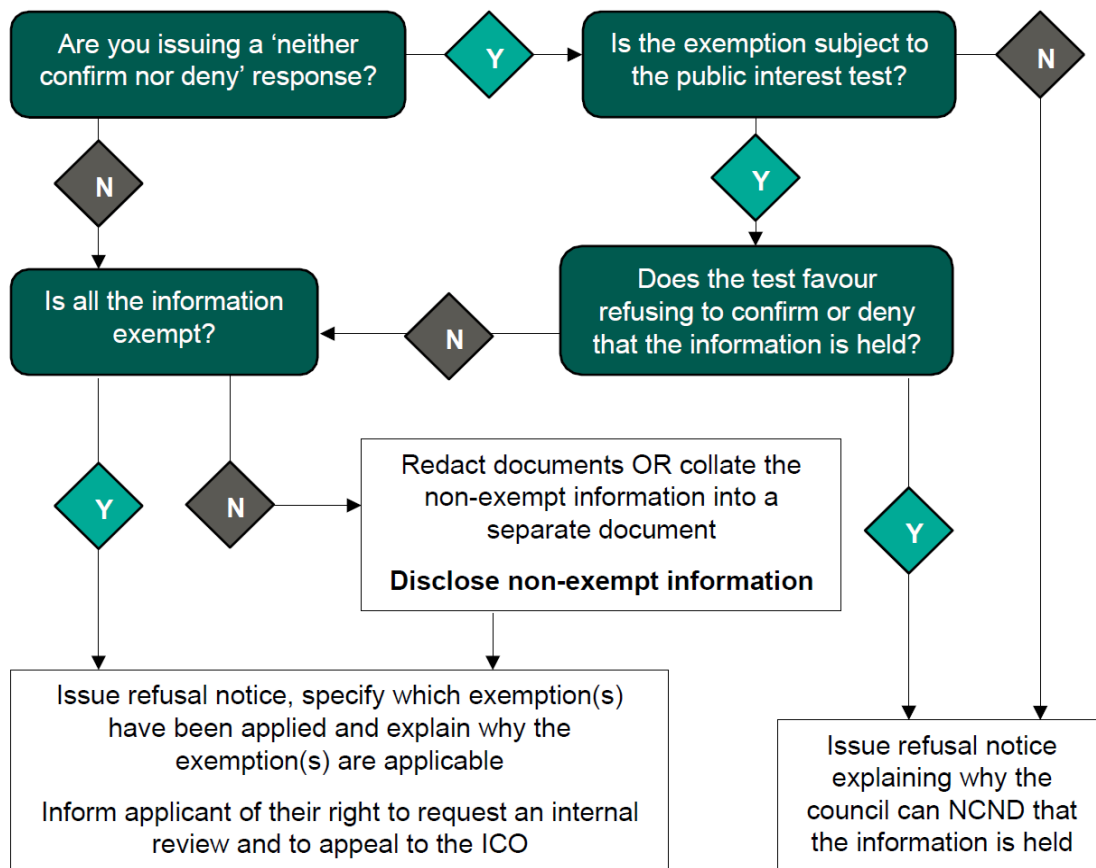 Are you issuing a ‘neither
confirm nor deny’ response?
Y
Is the exemption subject to
the public interest test?
N
N
Y
Is all the information
exempt?
N
Does the test favour
refusing to confirm or deny
that the information is held?
Y
N
Redact documents OR collate the
non-exempt information into a
separate document
Disclose non-exempt information
Y
Issue refusal notice, specify which exemption(s)
have been applied and explain why the
exemption(s) are applicable
Inform applicant of their right to request an internal
review and to appeal to the ICO
Issue refusal notice
explaining why the
council can NCND that
the information is held